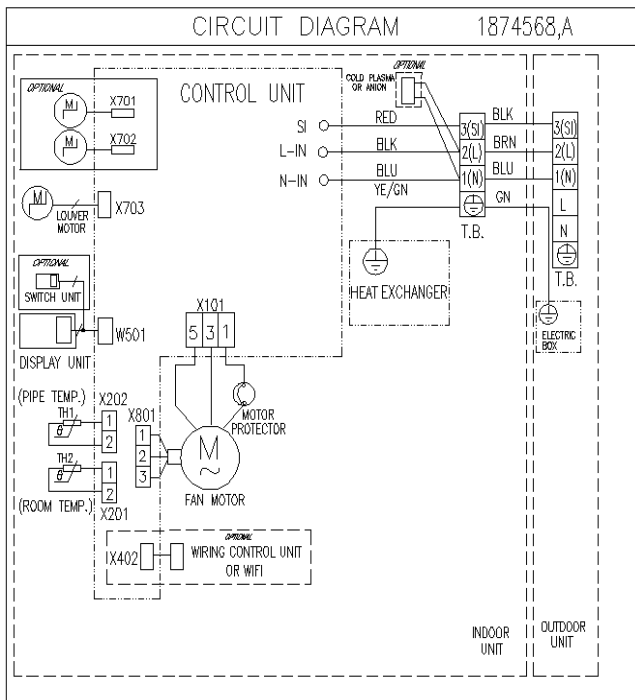 CIRCUIT DIAGRAM 1874568,A
OPTIONAL
M
X701
M
X702
CONTROL UNIT
OPTIONAL
COLD PLASMA
OR ANION
SI
RED
3(SI)
BLK
3(SI)
L-IN
BLK
2(L)
BRN
2(L)
N-IN
BLU
1(N)
BLU
1(N)
YE/GN
GN
L
N
T.B.
T.B.
M
LOUVER
MOTOR
X703
HEAT EXCHANGER
ELECTRIC
BOX
OPTIONAL
SWITCH UNIT
DISPLAY UNIT
W501
X101
5 3 1
MOTOR
PROTECTOR
(PIPE TEMP.)
TH1
θ
X202
1
2
TH2
θ
1
2
(ROOM TEMP.)
X201
X801
1
2
3
M
~
FAN MOTOR
OPTIONAL
X402
WIRING CONTROL UNIT
OR WIFI
INDOOR
UNIT
OUTDOOR
UNIT